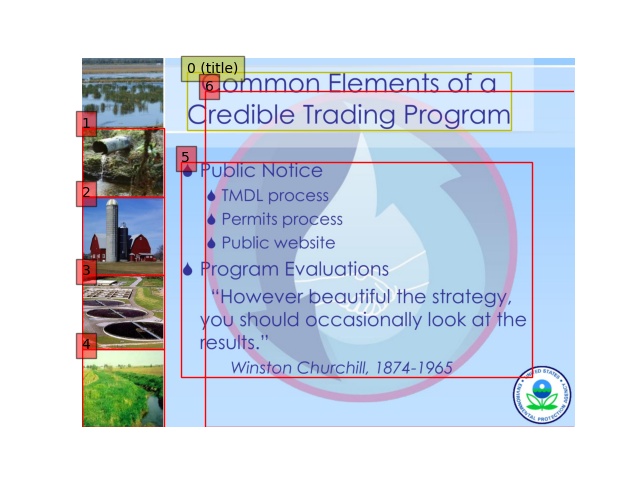 0 (title)
6
Common Elements of a
Credible Trading Program
1
5
Public Notice
TMDL process
2
Permits process
Public website
3
Program Evaluations
“However beautiful the strategy,
you should occasionally look at the
results.”
4
Winston Churchill, 1874-1965
UNITED STATES
ENVIRONMENTAL PROTECTION AGENCY